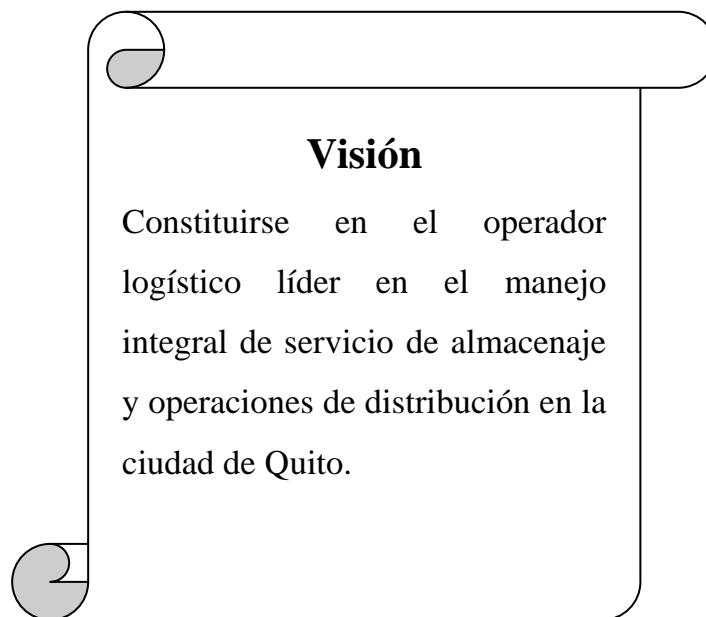 Visión
Constituirse en el operador
logístico líder en el manejo
integral de servicio de almacenaje
y operaciones de distribución en la
ciudad de Quito.